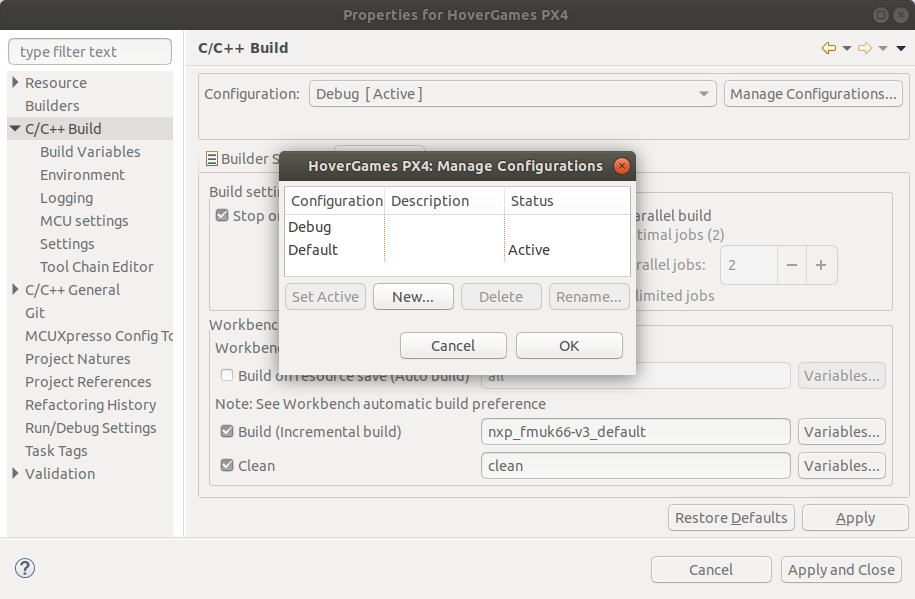 Properties for HoverGames PX4
type filter text
Resource
Builders
C/C++ Build
Build Variables
Environment
Logging
MCU settings
Settings
Tool Chain Editor
C/C++ General
Git
MCUXpresso Config To
Project Natures
Project References
Refactoring History
Run/Debug Settings
Task Tags
Validation
C/C++ Build
Configuration: Debug [ Active ] Manage Configurations...
Builder S
Build setti
Stop o
arallel build
timal jobs (2)
rallel jobs: 2 − +
limited jobs
HoverGames PX4: Manage Configurations
Configuration Description Status
Debug
Default Active
Set Active New... Delete Rename...
Cancel OK
Workbenc
Workben
Build on resource save (Auto build) all Variables...
Note: See Workbench automatic build preference
Build (Incremental build) nxp_fmuk66-v3_default Variables...
Clean clean Variables...
Restore Defaults Apply
? Cancel Apply and Close